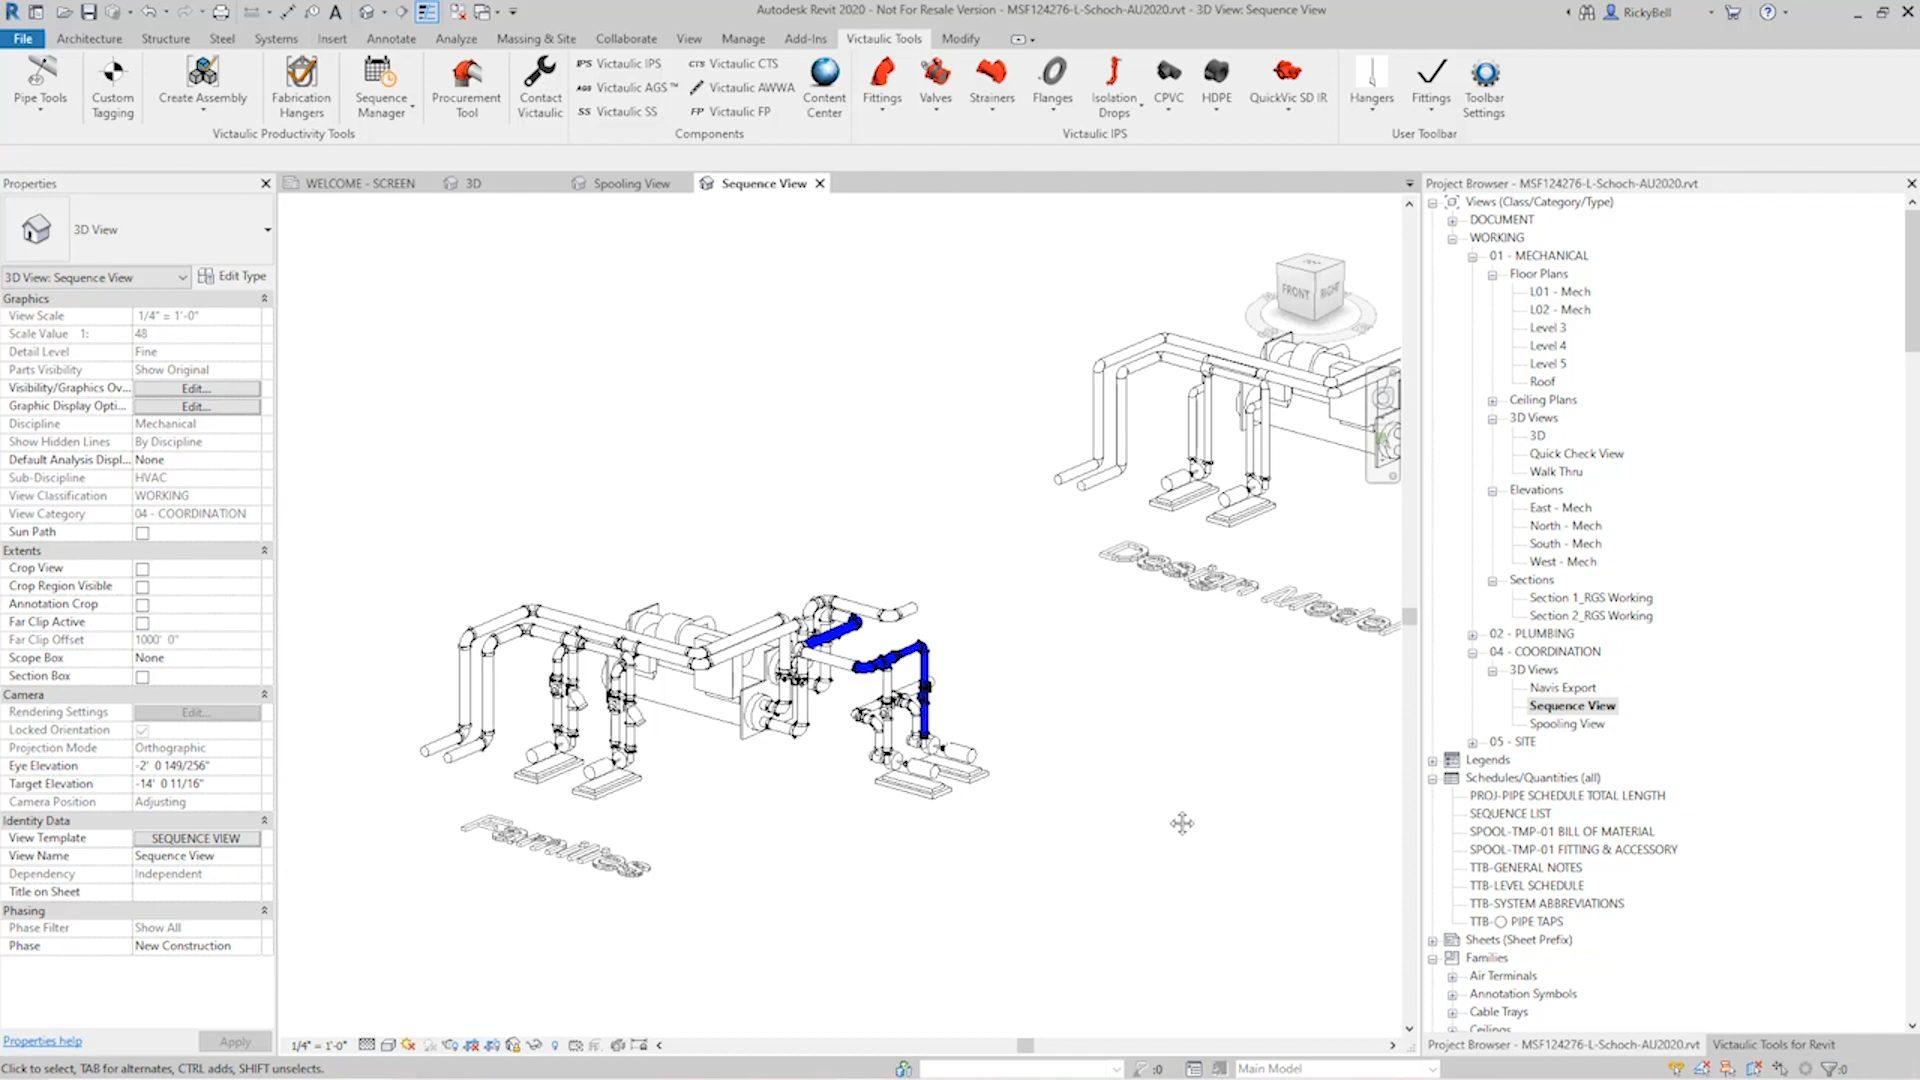 Autodesk Revit 2020 - Not For Resale Version - MSF124276-L-Schoch-AU2020.rvt - 3D View: Sequence View
RickyBell
File Architecture Structure Steel Systems Insert Annotate Analyze Massing & Site Collaborate View Manage Add-Ins Victaulic Tools Modify
Pipe Tools
Custom Tagging
Create Assembly
Fabrication Hangers
Sequence Manager
Procurement Tool
Contact Victaulic
IPS Victaulic IPS
AGS Victaulic AGS™
SS Victaulic SS
CTS Victaulic CTS
Victaulic AWWA
FP Victaulic FP
Content Center
Fittings
Valves
Strainers
Flanges
Isolation Drops
CPVC
HDPE
QuickVic SD IR
Hangers
Fittings
Toolbar Settings
Victaulic Productivity Tools
Components
Victaulic IPS
User Toolbar
Properties
3D View
3D View: Sequence View
Edit Type
Graphics
View Scale 1/4" = 1'-0"
Scale Value 1: 48
Detail Level Fine
Parts Visibility Show Original
Visibility/Graphics Ov... Edit...
Graphic Display Opti... Edit...
Discipline Mechanical
Show Hidden Lines By Discipline
Default Analysis Displ... None
Sub-Discipline HVAC
View Classification WORKING
View Category 04 - COORDINATION
Sun Path
Extents
Crop View
Crop Region Visible
Annotation Crop
Far Clip Active
Far Clip Offset 1000' 0"
Scope Box None
Section Box
Camera
Rendering Settings Edit...
Locked Orientation
Projection Mode Orthographic
Eye Elevation -2' 0 149/256"
Target Elevation -14' 0 11/16"
Camera Position Adjusting
Identity Data
View Template SEQUENCE VIEW
View Name Sequence View
Dependency Independent
Title on Sheet
Phasing
Phase Filter Show All
Phase New Construction
Properties help
Apply
WELCOME - SCREEN
3D
Spooling View
Sequence View
FRONT
RIGHT
Design Model
Families
1/4" = 1'-0"
Project Browser - MSF124276-L-Schoch-AU2020.rvt
Views (Class/Category/Type)
DOCUMENT
WORKING
01 - MECHANICAL
Floor Plans
L01 - Mech
L02 - Mech
Level 3
Level 4
Level 5
Roof
Ceiling Plans
3D Views
3D
Quick Check View
Walk Thru
Elevations
East - Mech
North - Mech
South - Mech
West - Mech
Sections
Section 1_RGS Working
Section 2_RGS Working
02 - PLUMBING
04 - COORDINATION
3D Views
Navis Export
Sequence View
Spooling View
05 - SITE
Legends
Schedules/Quantities (all)
PROJ-PIPE SCHEDULE TOTAL LENGTH
SEQUENCE LIST
SPOOL-TMP-01 BILL OF MATERIAL
SPOOL-TMP-01 FITTING & ACCESSORY
TTB-GENERAL NOTES
TTB-LEVEL SCHEDULE
TTB-SYSTEM ABBREVIATIONS
TTB-◯ PIPE TAPS
Sheets (Sheet Prefix)
Families
Air Terminals
Annotation Symbols
Cable Trays
Ceilings
Project Browser - MSF124276-L-Schoch-AU2020.rvt
Victaulic Tools for Revit
Click to select, TAB for alternates, CTRL adds, SHIFT unselects.
:0
Main Model
:0